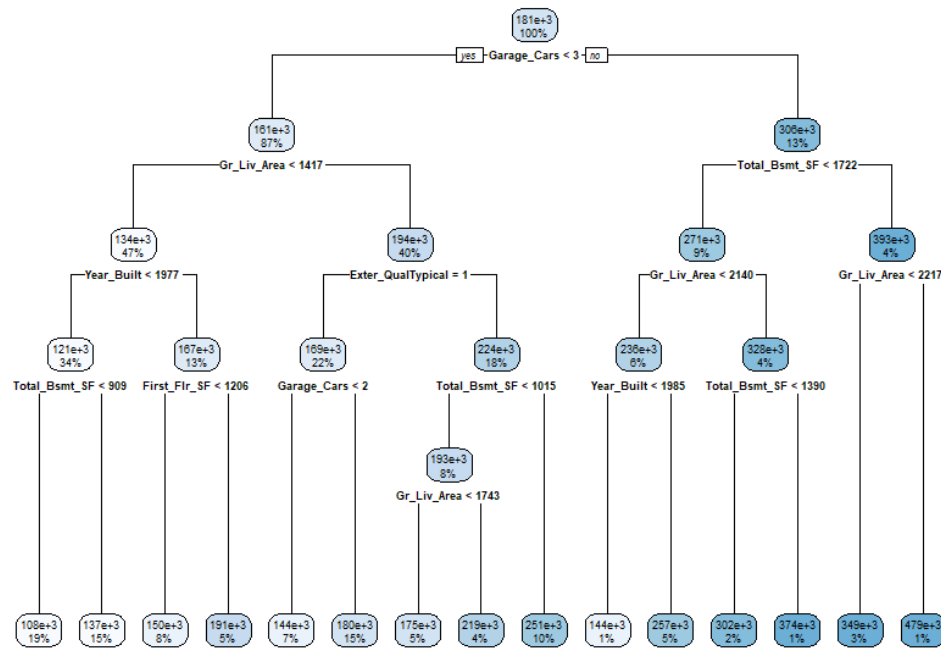 181e+3
100%
yes Garage_Cars < 3 no
161e+3
87%
306e+3
13%
Gr_Liv_Area < 1417
Total_Bsmt_SF < 1722
134e+3
47%
194e+3
40%
271e+3
9%
393e+3
4%
Year_Built < 1977
Exter_QualTypical = 1
Gr_Liv_Area < 2140
Gr_Liv_Area < 2217
121e+3
34%
167e+3
13%
169e+3
22%
224e+3
18%
236e+3
6%
328e+3
4%
Total_Bsmt_SF < 909
First_Flr_SF < 1206
Garage_Cars < 2
Total_Bsmt_SF < 1015
Year_Built < 1985
Total_Bsmt_SF < 1390
193e+3
8%
Gr_Liv_Area < 1743
108e+3
19%
137e+3
15%
150e+3
8%
191e+3
5%
144e+3
7%
180e+3
15%
175e+3
5%
219e+3
4%
251e+3
10%
144e+3
1%
257e+3
5%
302e+3
2%
374e+3
1%
349e+3
3%
479e+3
1%